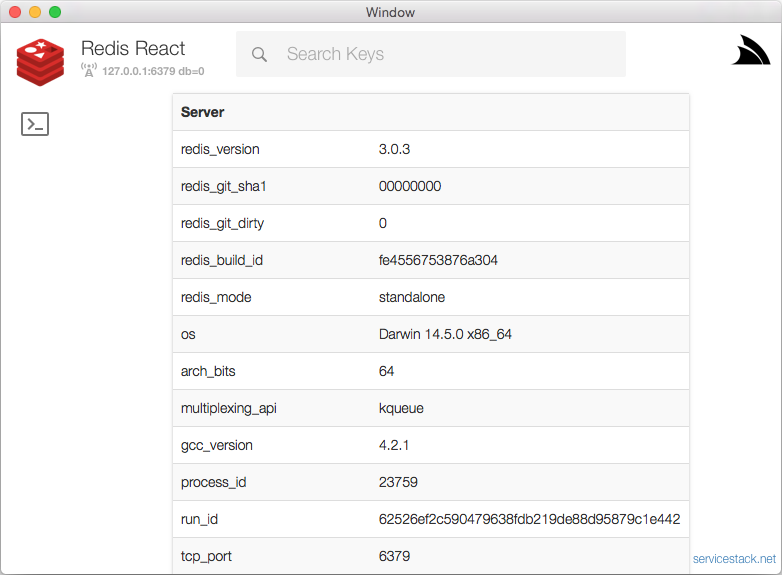 Window
Redis React
127.0.0.1:6379 db=0
Search Keys
Server
redis_version 3.0.3
redis_git_sha1 00000000
redis_git_dirty 0
redis_build_id fe4556753876a304
redis_mode standalone
os Darwin 14.5.0 x86_64
arch_bits 64
multiplexing_api kqueue
gcc_version 4.2.1
process_id 23759
run_id 62526ef2c590479638fdb219de88d95879c1e442
tcp_port 6379
servicestack.net